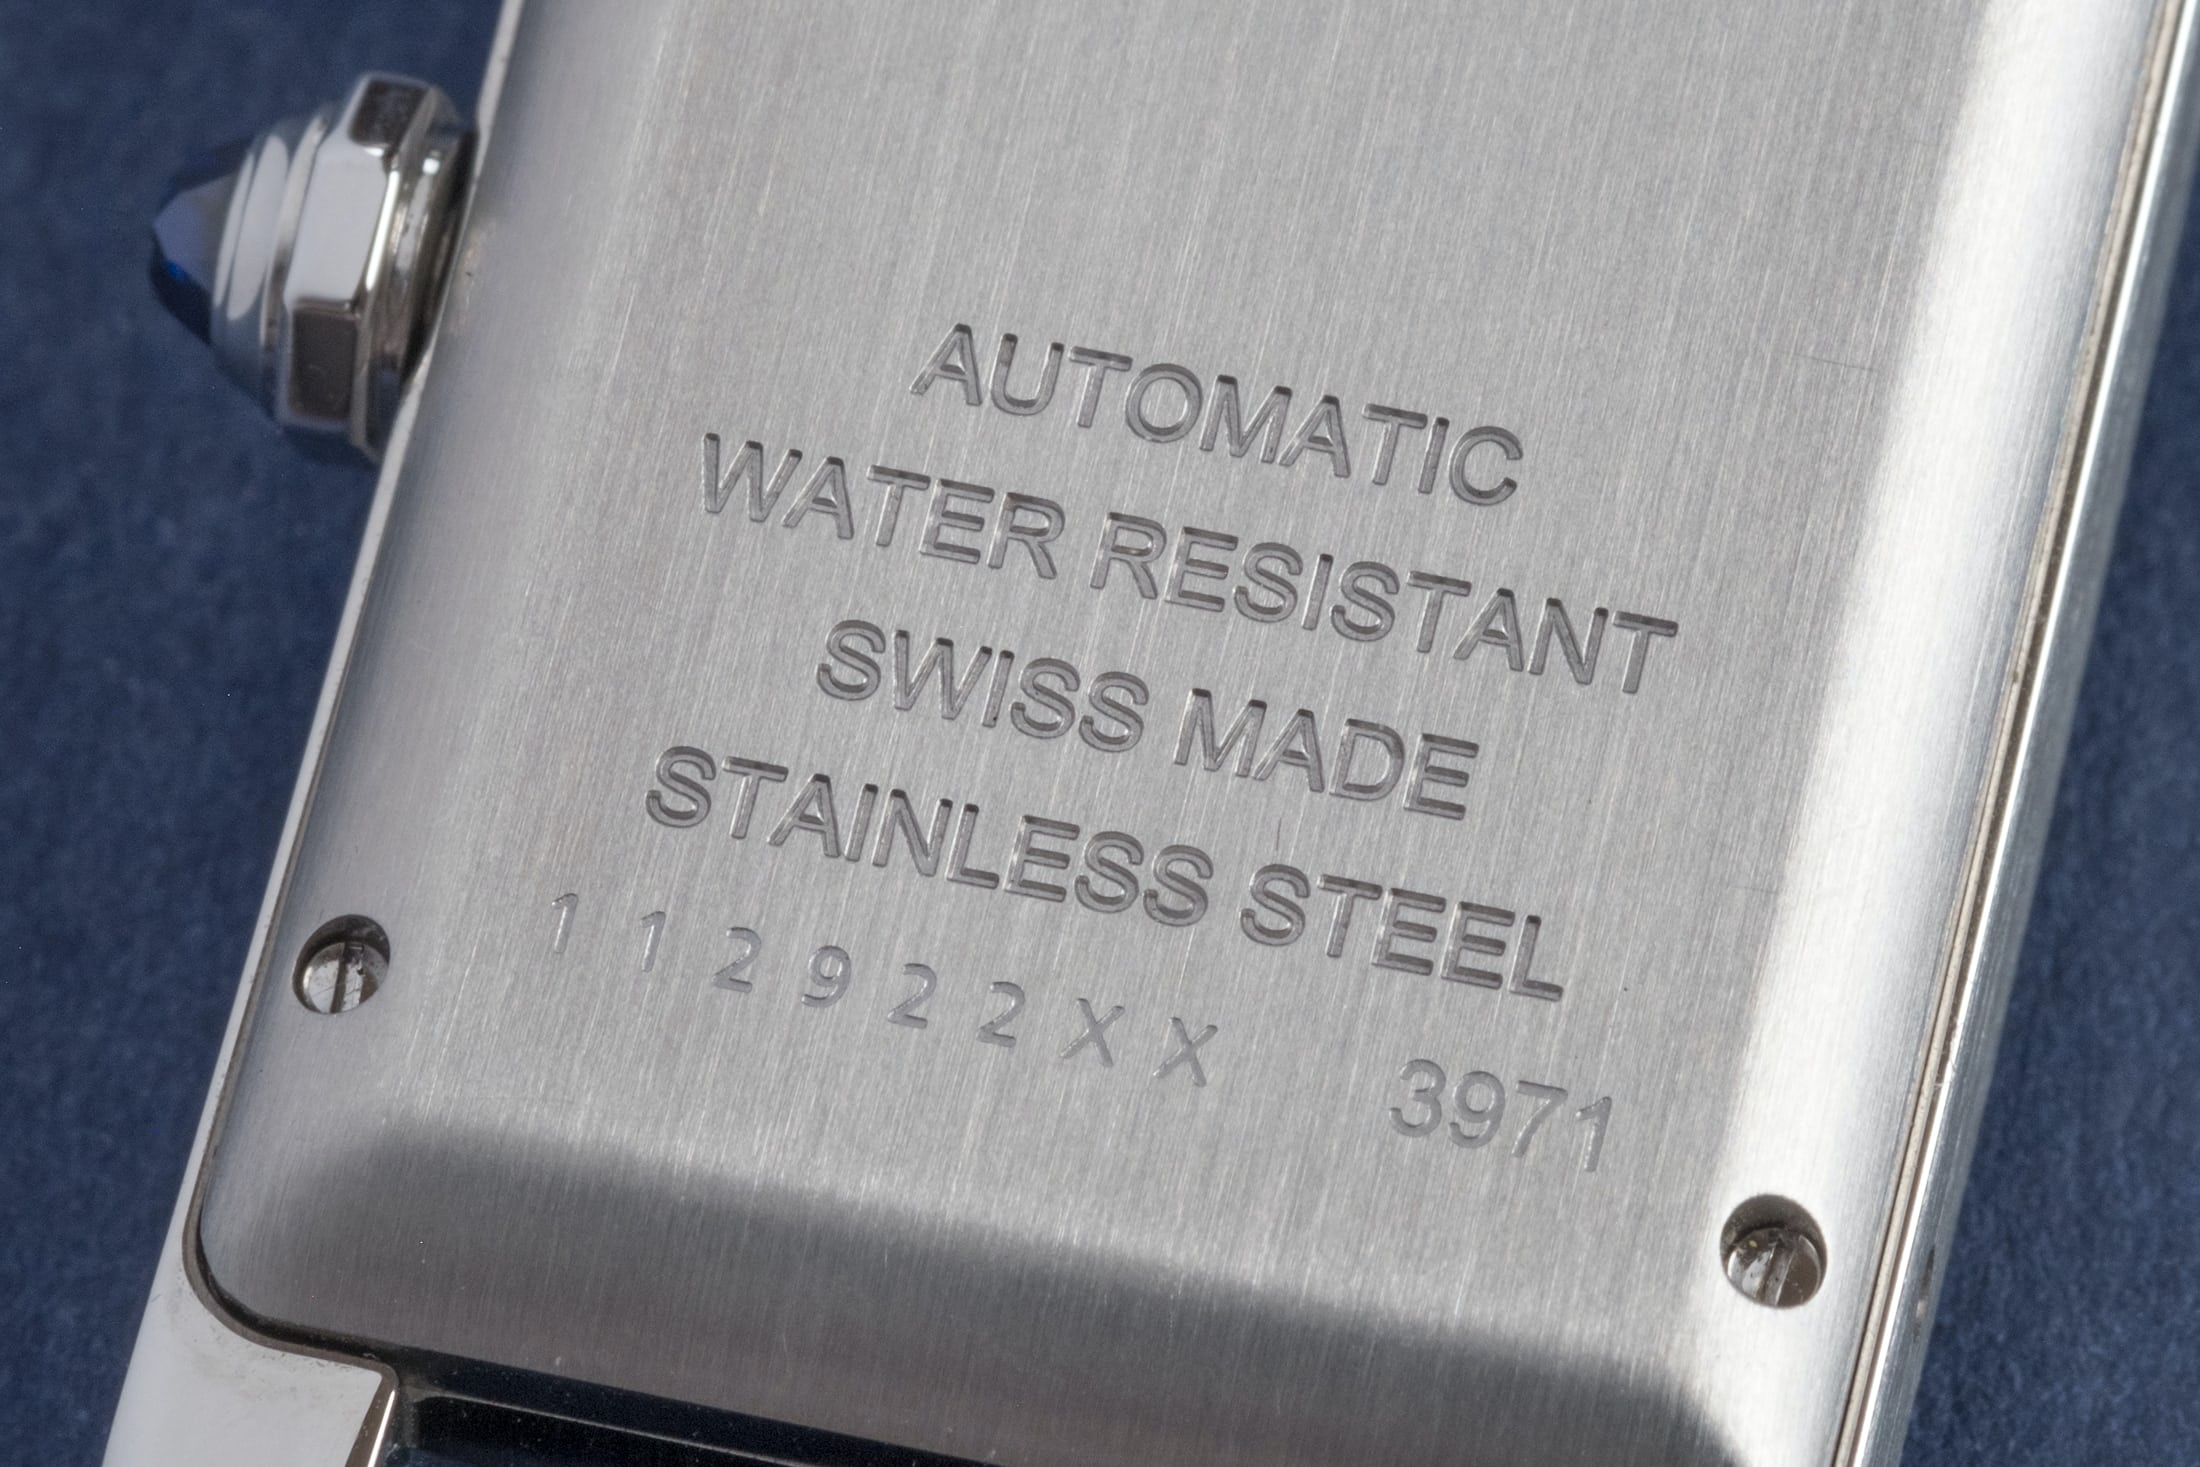 AUTOMATIC
WATER RESISTANT
SWISS MADE
STAINLESS STEEL
112922XX 3971